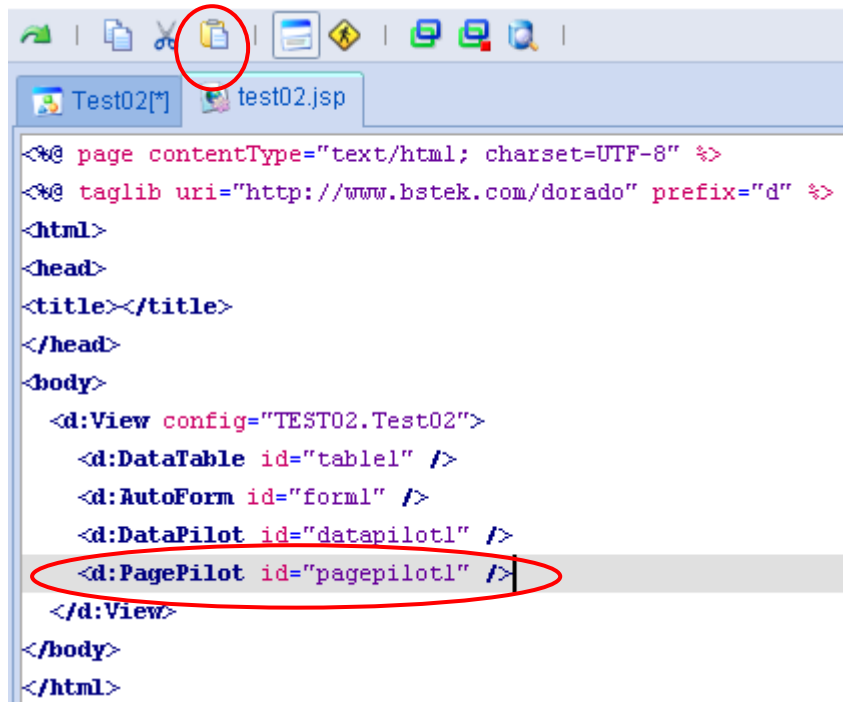 Test02[*] test02.jsp
<%@ page contentType="text/html; charset=UTF-8" %>
<%@ taglib uri="http://www.bstek.com/dorado" prefix="d" %>
<html>
<head>
<title></title>
</head>
<body>
<d:View config="TEST02.Test02">
<d:DataTable id="table1" />
<d:AutoForm id="form1" />
<d:DataPilot id="datapilot1" />
<d:PagePilot id="pagepilot1" />
</d:View>
</body>
</html>